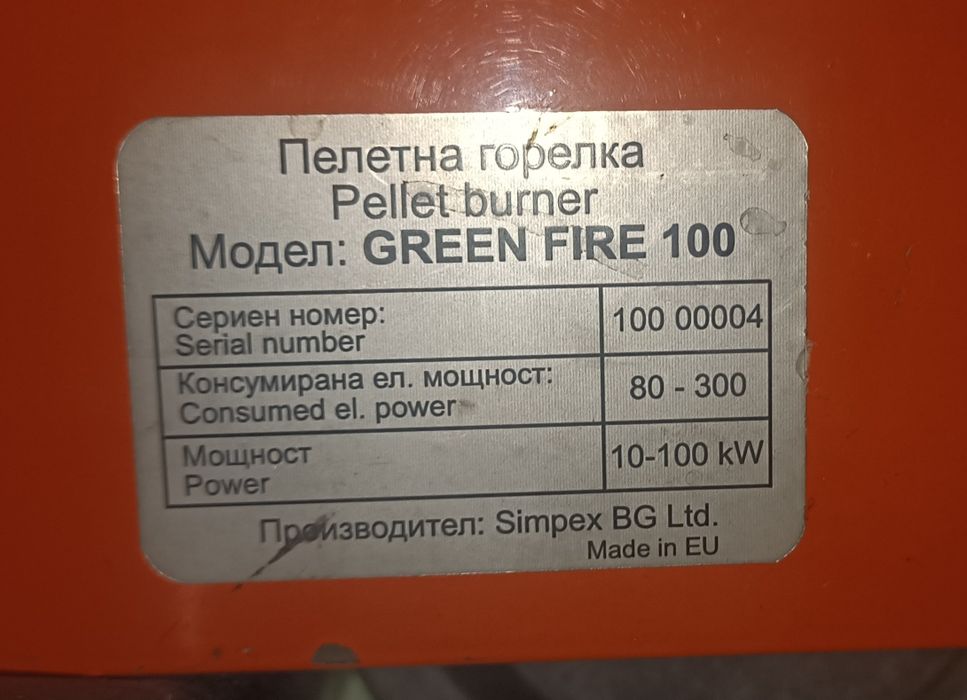 Пелетна горелка
Pellet burner
Модел: GREEN FIRE 100
Сериен номер:
Serial number
100 00004
Консумирана ел. мощност:
Consumed el. power
80 - 300
Мощност
Power
10-100 kW
Производител: Simpex BG Ltd.
Made in EU